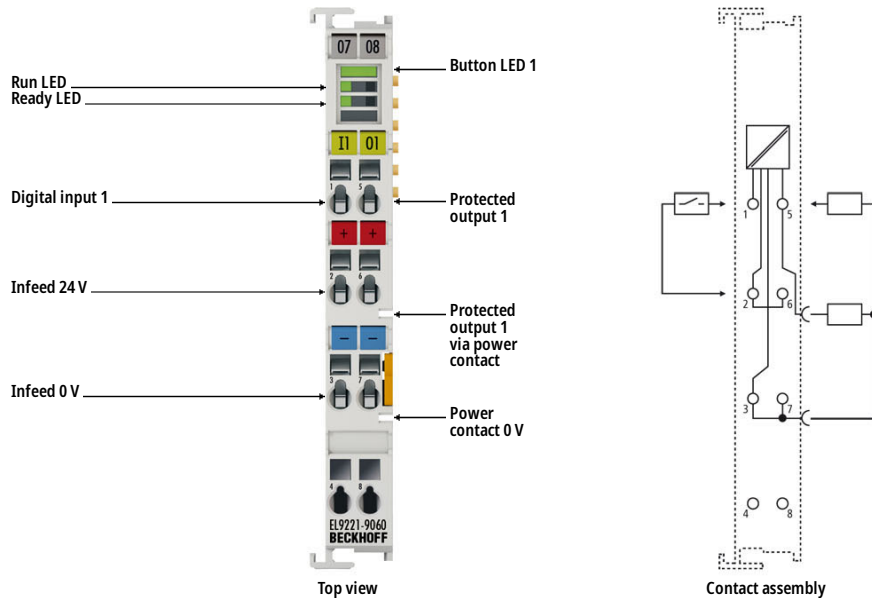 07 08
Button LED 1
Run LED
Ready LED
I1 O1
1 5
Digital input 1
Protected
output 1
+ +
2 6
Infeed 24 V
Protected
output 1
via power
contact
− −
3 7
Infeed 0 V
Power
contact 0 V
4 8
EL9221-9060
BECKHOFF
Top view
1 5
2 6
3 7
4 8
Contact assembly